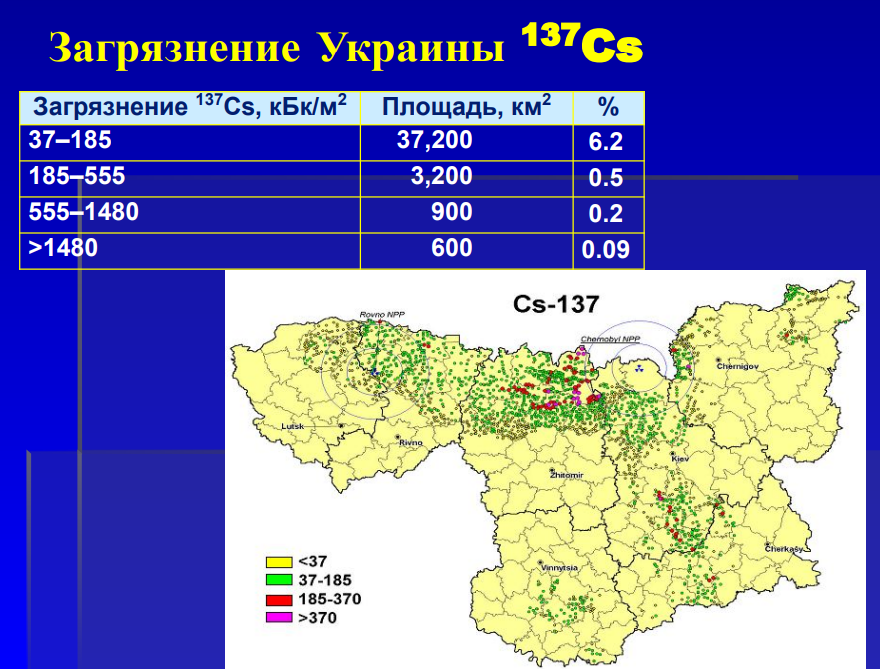 Загрязнение Украины ¹³⁷Cs
Загрязнение ¹³⁷Cs, кБк/м² Площадь, км² %
37–185 37,200 6.2
185–555 3,200 0.5
555–1480 900 0.2
>1480 600 0.09
Cs-137
Rovno NPP
Chernobyl NPP
Chernigov
Lutsk
Rivno
Kiev
Zhitomir
Cherkasy
Vinnytsia
<37
37-185
185-370
>370